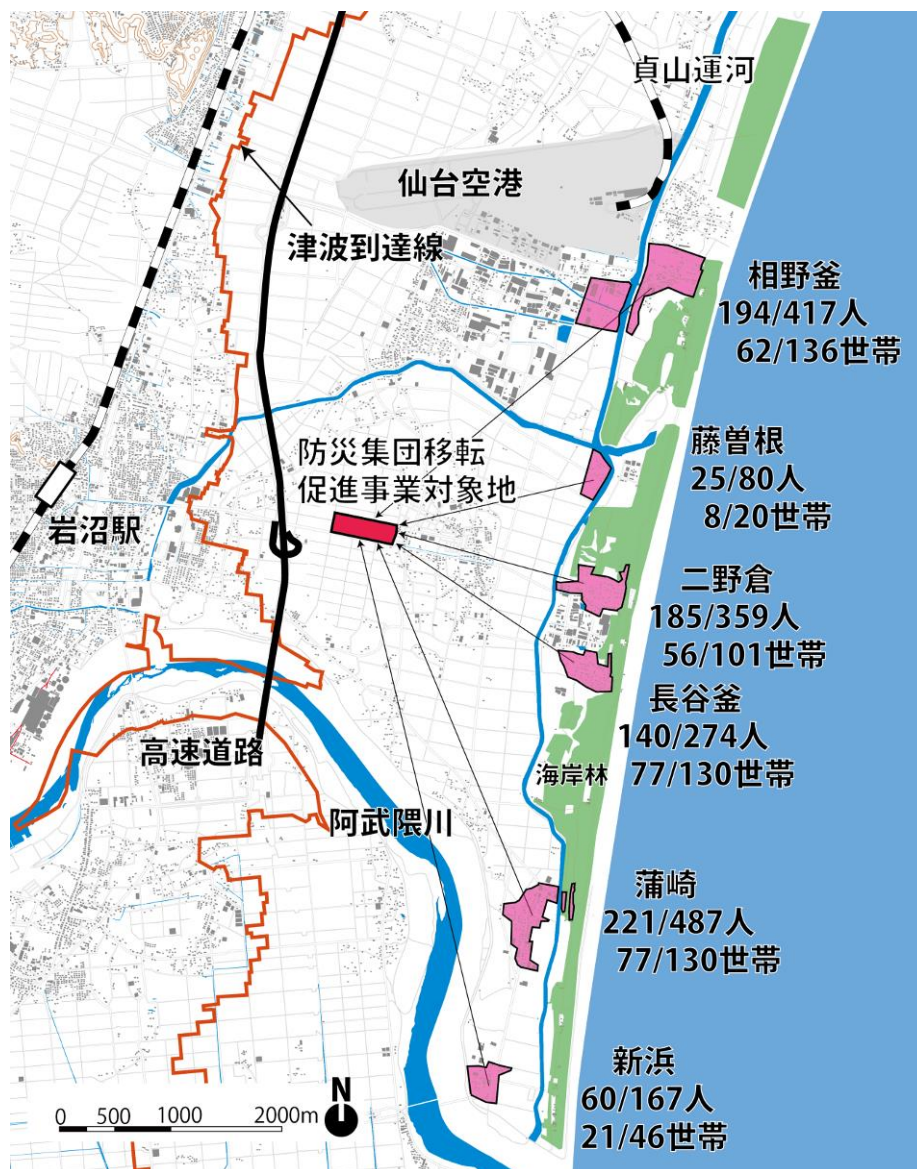 貞山運河
仙台空港
津波到達線
相野釜
194/417人
62/136世帯
防災集団移転
促進事業対象地
藤曽根
25/80人
8/20世帯
岩沼駅
二野倉
185/359人
56/101世帯
長谷釜
140/274人
77/130世帯
高速道路
海岸林
阿武隈川
蒲崎
221/487人
77/130世帯
新浜
60/167人
21/46世帯
N
0 500 1000 2000m